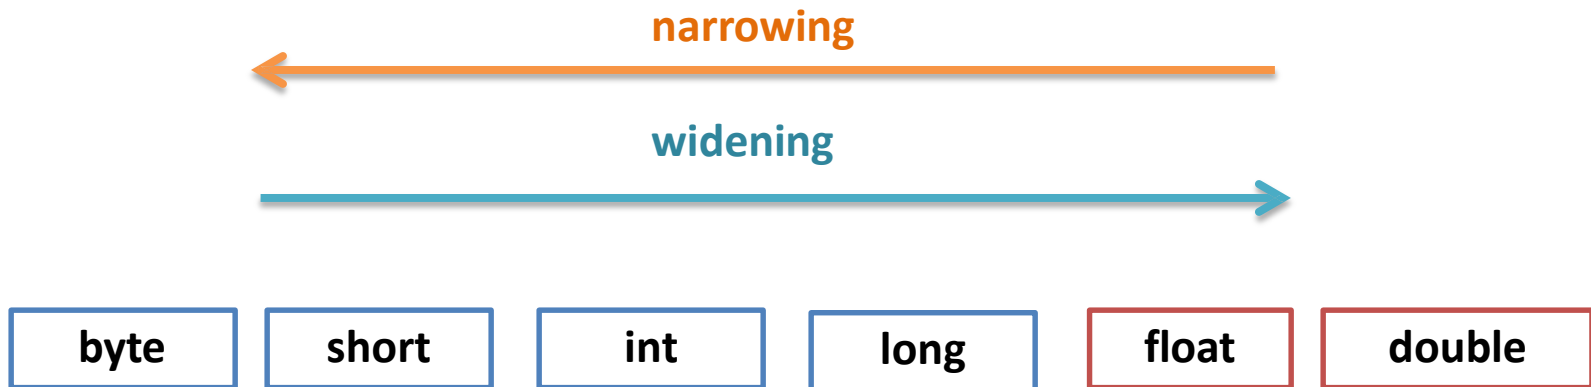 narrowing
widening
byte short int long float double